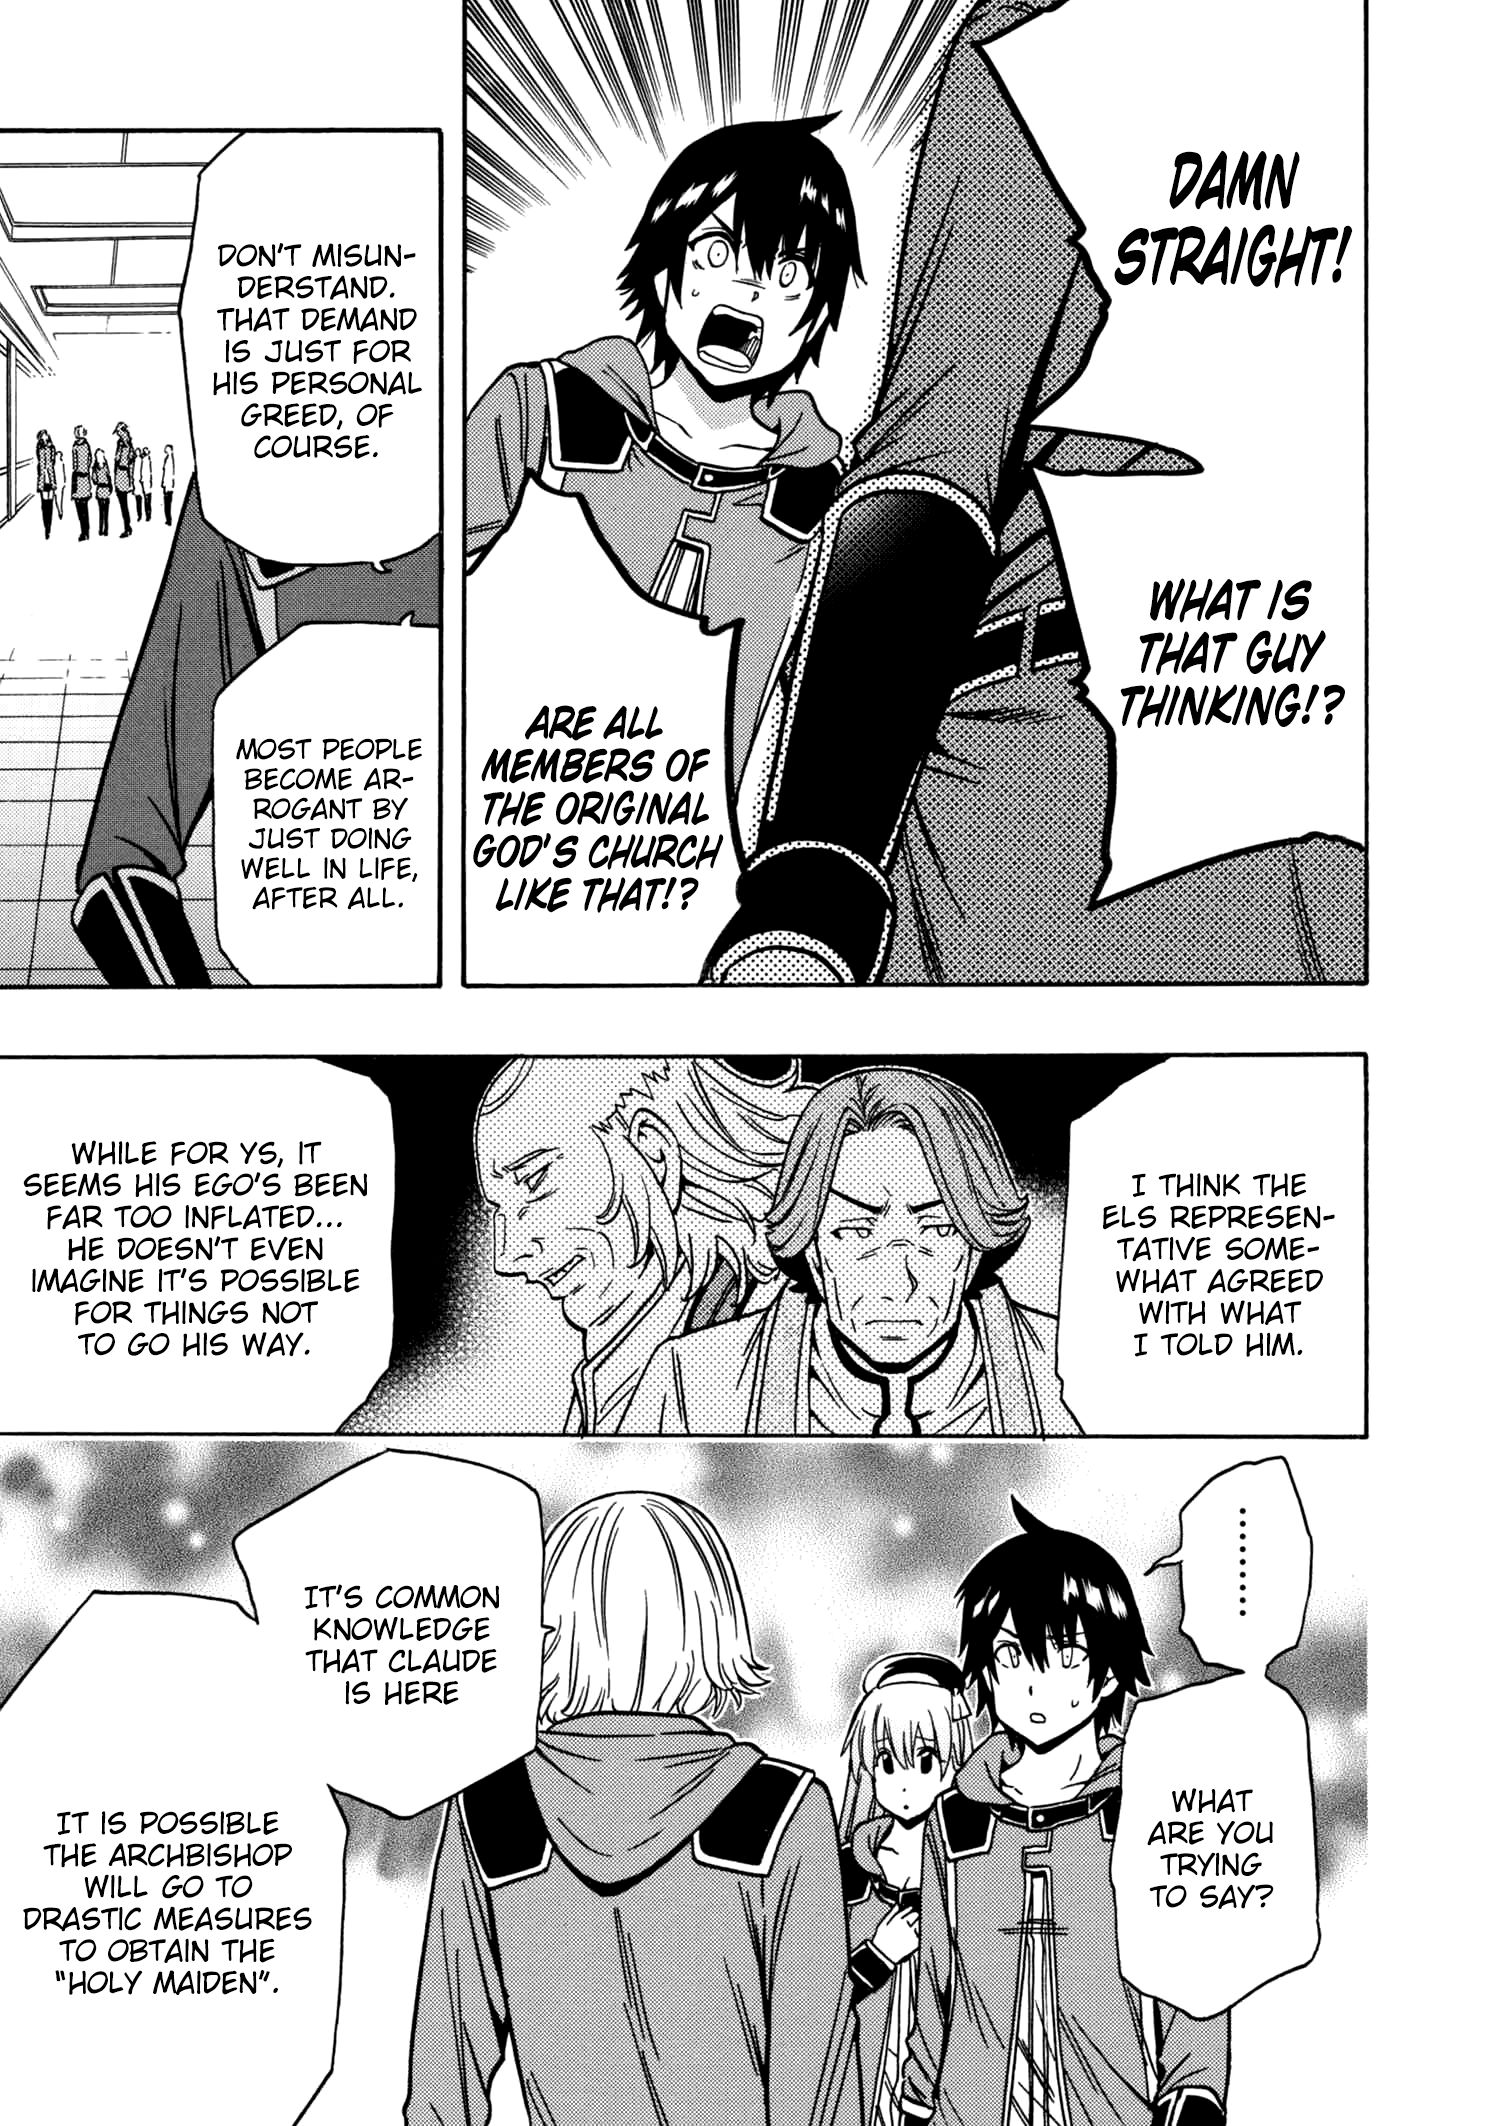 DAMN
STRAIGHT!
WHAT IS
THAT GUY
THINKING!?
ARE ALL
MEMBERS OF
THE ORIGINAL
GOD'S CHURCH
LIKE THAT!?
DON'T MISUN-
DERSTAND.
THAT DEMAND
IS JUST FOR
HIS PERSONAL
GREED, OF
COURSE.
MOST PEOPLE
BECOME AR-
ROGANT BY
JUST DOING
WELL IN LIFE,
AFTER ALL.
I THINK THE
ELS REPRESEN-
TATIVE SOME-
WHAT AGREED
WITH WHAT
I TOLD HIM.
WHILE FOR YS, IT
SEEMS HIS EGO'S BEEN
FAR TOO INFLATED...
HE DOESN'T EVEN
IMAGINE IT'S POSSIBLE
FOR THINGS NOT
TO GO HIS WAY.
.........
WHAT
ARE YOU
TRYING
TO SAY?
IT'S COMMON
KNOWLEDGE
THAT CLAUDE
IS HERE
IT IS POSSIBLE
THE ARCHBISHOP
WILL GO TO
DRASTIC MEASURES
TO OBTAIN THE
"HOLY MAIDEN".